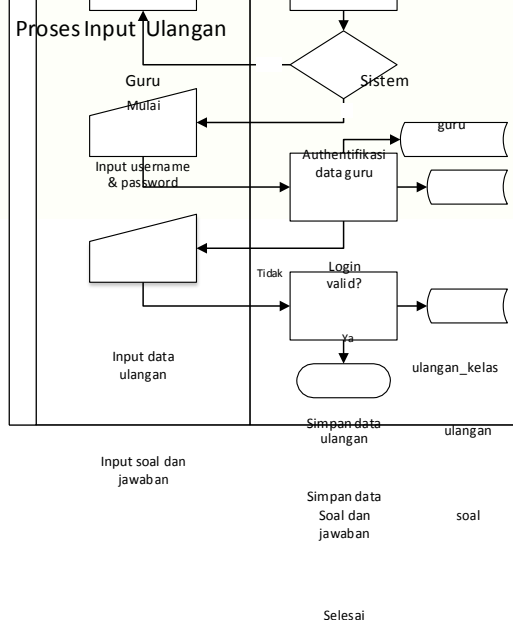 Proses Input Ulangan
Guru
Sistem
Mulai
guru
Input username
& password
Authentifikasi
data guru
Tidak
Login
valid?
Ya
Input data
ulangan
ulangan_kelas
Simpan data
ulangan
ulangan
Input soal dan
jawaban
Simpan data
Soal dan
jawaban
soal
Selesai